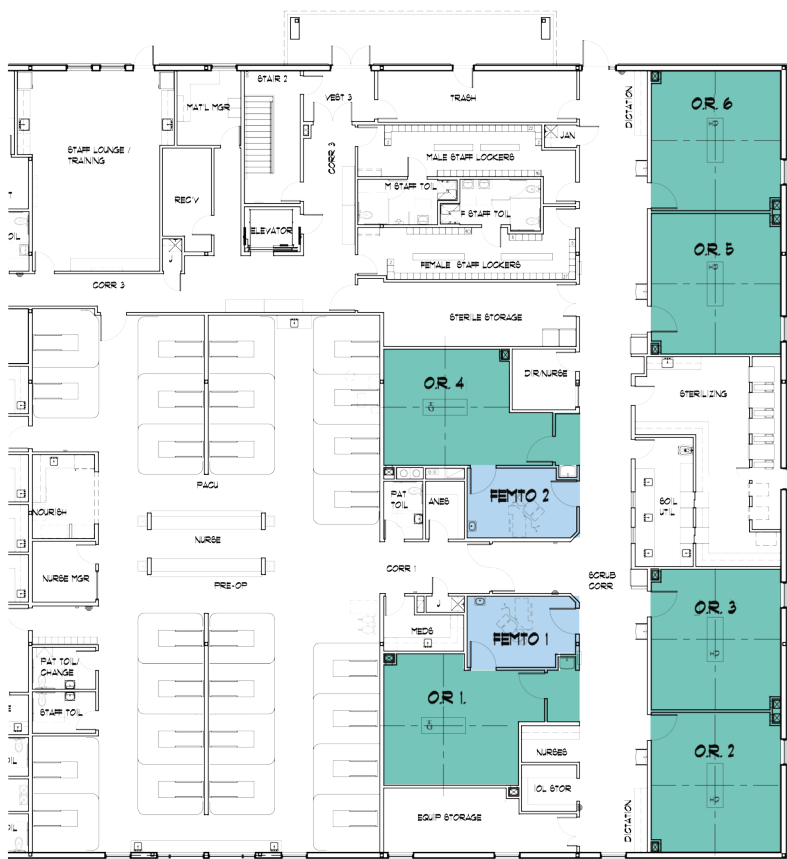 STAIR 2
VEST 3
TRASH
DICTATION
O.R. 6
MAT'L MGR
JAN
STAFF LOUNGE /
TRAINING
CORR 3
MALE STAFF LOCKERS
M STAFF TOIL
REC'V
F STAFF TOIL
ELEVATOR
O.R. 5
J.
FEMALE STAFF LOCKERS
CORR 3
STERILE STORAGE
O.R. 4
DIR/NURSE
STERILIZING
PACU
PAT
TOIL
ANES
FEMTO 2
SOIL
UTIL
NOURISH
NURSE
NURSE MGR
CORR 1
PRE-OP
SCRUB
CORR
J
O.R. 3
MEDS
FEMTO 1
PAT TOIL/
CHANGE
O.R 1.
STAFF TOIL
NURSES
O.R. 2
IOL STOR
EQUIP STORAGE
DICTATION